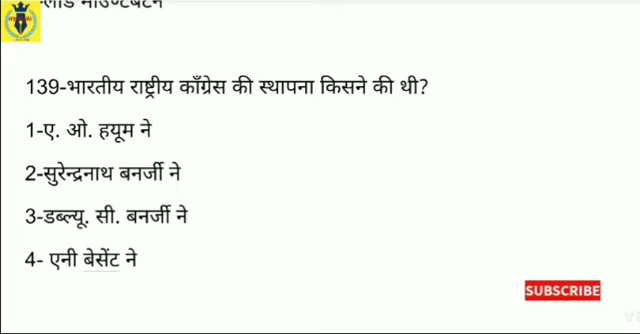 139-भारतीय राष्ट्रीय काँग्रेस की स्थापना किसने की थी?
1-ए. ओ. हयूम ने
2-सुरेन्द्रनाथ बनर्जी ने
3-डब्ल्यू. सी. बनर्जी ने
4- एनी बेसेंट ने
SUBSCRIBE